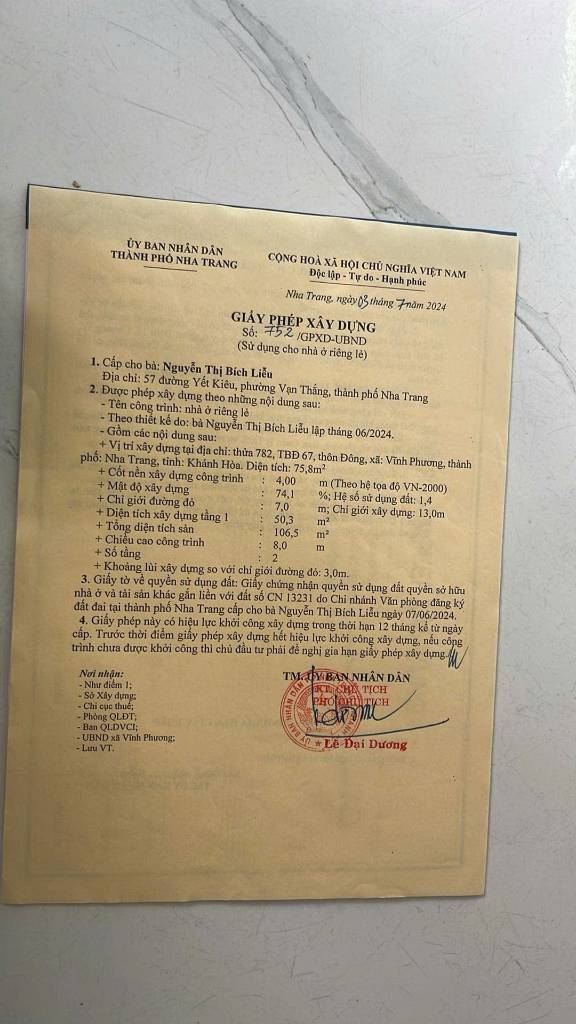 ỦY BAN NHÂN DÂN
THÀNH PHỐ NHA TRANG
CỘNG HOÀ XÃ HỘI CHỦ NGHĨA VIỆT NAM
Độc lập - Tự do - Hạnh phúc
Nha Trang, ngày 03 tháng 7 năm 2024
GIẤY PHÉP XÂY DỰNG
Số: 752 /GPXD-UBND
(Sử dụng cho nhà ở riêng lẻ)
1. Cấp cho bà: Nguyễn Thị Bích Liễu
Địa chỉ: 57 đường Yết Kiêu, phường Vạn Thắng, thành phố Nha Trang
2. Được phép xây dựng theo những nội dung sau:
- Tên công trình: nhà ở riêng lẻ
- Theo thiết kế do: bà Nguyễn Thị Bích Liễu lập tháng 06/2024.
- Gồm các nội dung sau:
+ Vị trí xây dựng tại địa chỉ: thửa 782, TBĐ 67, thôn Đông, xã: Vĩnh Phương, thành
phố: Nha Trang, tỉnh: Khánh Hòa. Diện tích: 75,8m²
+ Cốt nền xây dựng công trình : 4,00 m (Theo hệ tọa độ VN-2000)
+ Mật độ xây dựng : 74,1 %; Hệ số sử dụng đất: 1,4
+ Chỉ giới đường đỏ : 7,0 m; Chỉ giới xây dựng: 13,0m
+ Diện tích xây dựng tầng 1 : 50,3 m²
+ Tổng diện tích sàn : 106,5 m²
+ Chiều cao công trình : 8,0 m
+ Số tầng : 2
+ Khoảng lùi xây dựng so với chỉ giới đường đỏ: 3,0m.
3. Giấy tờ về quyền sử dụng đất: Giấy chứng nhận quyền sử dụng đất quyền sở hữu
nhà ở và tài sản khác gắn liền với đất số CN 13231 do Chi nhánh Văn phòng đăng ký
đất đai tại thành phố Nha Trang cấp cho bà Nguyễn Thị Bích Liễu ngày 07/06/2024.
4. Giấy phép này có hiệu lực khởi công xây dựng trong thời hạn 12 tháng kể từ ngày
cấp. Trước thời điểm giấy phép xây dựng hết hiệu lực khởi công xây dựng, nếu công
trình chưa được khởi công thì chủ đầu tư phải đề nghị gia hạn giấy phép xây dựng.
Nơi nhận:
- Như điểm 1;
- Sở Xây dựng;
- Chi cục thuế;
- Phòng QLĐT;
- Ban QLDVCI;
- UBND xã Vĩnh Phương;
- Lưu VT.
TM. ỦY BAN NHÂN DÂN
KT. CHỦ TỊCH
PHÓ CHỦ TỊCH
Lê Đại Dương